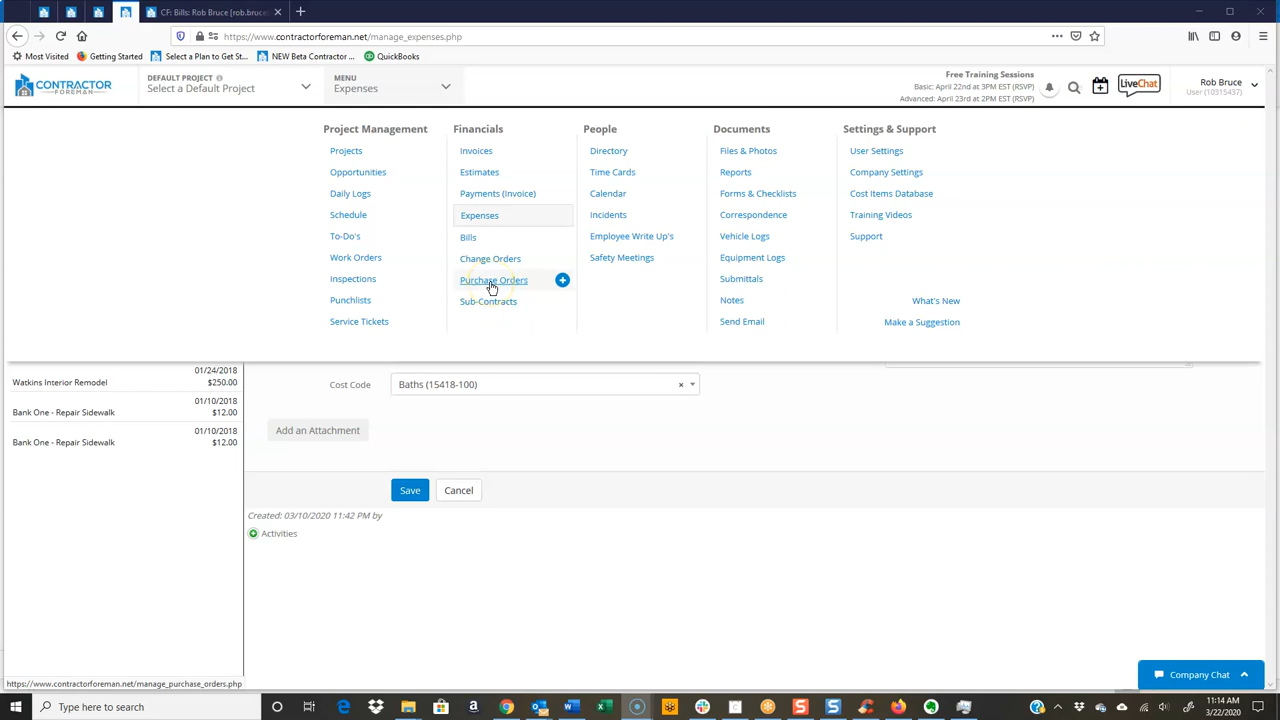 CF: Bills: Rob Bruce [rob.bruce
https://www.contractorforeman.net/manage_expenses.php
Most Visited
Getting Started
Select a Plan to Get St...
NEW Beta Contractor ...
QuickBooks
CONTRACTOR
FOREMAN
DEFAULT PROJECT
Select a Default Project
MENU
Expenses
Free Training Sessions
Basic: April 22nd at 3PM EST (RSVP)
Advanced: April 23rd at 2PM EST (RSVP)
LiveChat
Rob Bruce
User (10315437)
Project Management
Projects
Opportunities
Daily Logs
Schedule
To-Do's
Work Orders
Inspections
Punchlists
Service Tickets
Financials
Invoices
Estimates
Payments (Invoice)
Expenses
Bills
Change Orders
Purchase Orders
Sub-Contracts
People
Directory
Time Cards
Calendar
Incidents
Employee Write Up's
Safety Meetings
Documents
Files & Photos
Reports
Forms & Checklists
Correspondence
Vehicle Logs
Equipment Logs
Submittals
Notes
Send Email
Settings & Support
User Settings
Company Settings
Cost Items Database
Training Videos
Support
What's New
Make a Suggestion
01/24/2018
Watkins Interior Remodel $250.00
01/10/2018
Bank One - Repair Sidewalk $12.00
01/10/2018
Bank One - Repair Sidewalk $12.00
Cost Code
Baths (15418-100)
Add an Attachment
Save
Cancel
Created: 03/10/2020 11:42 PM by
Activities
Company Chat
https://www.contractorforeman.net/manage_purchase_orders.php
Type here to search
11:14 AM
3/22/2020